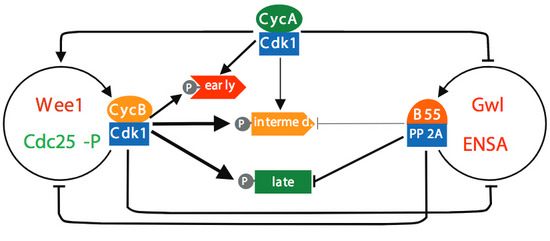 CycA
Cdk1
P
early
Wee1
CycB
Cdc25 -P
Cdk1
P
intermed
B55
PP2A
Gwl
ENSA
P
late